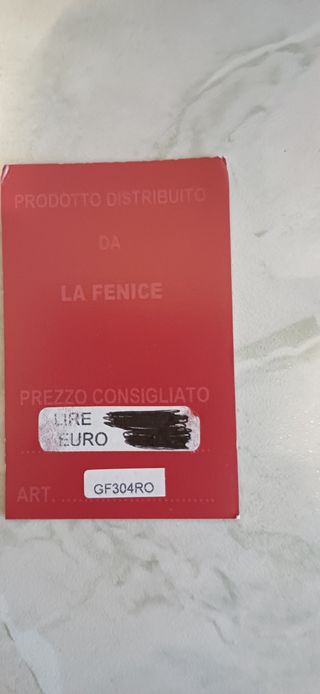 PRODOTTO DISTRIBUITO
DA
LA FENICE
PREZZO CONSIGLIATO
LIRE
EURO
ART. GF304RO